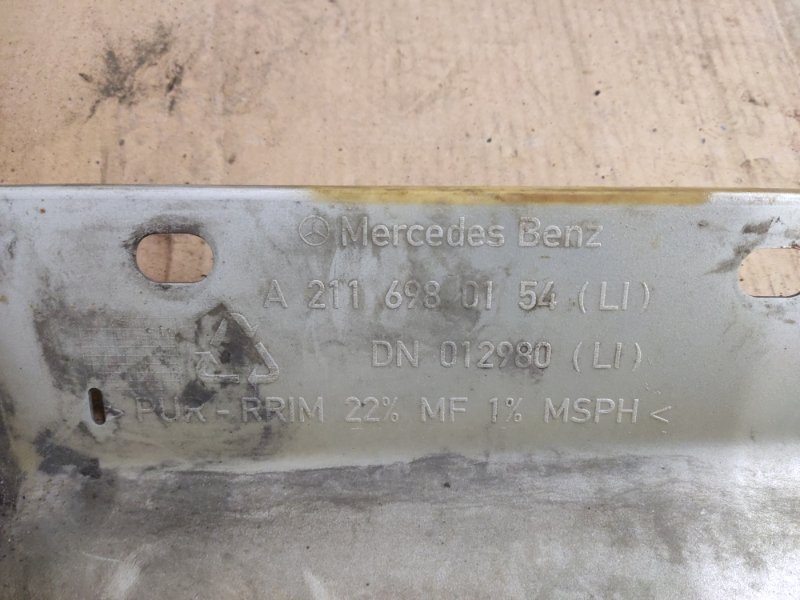 Mercedes Benz
A 211 698 01 54 (LI)
DN 012980 (LI)
> PUR - RRIM 22% MF 1% MSPH <